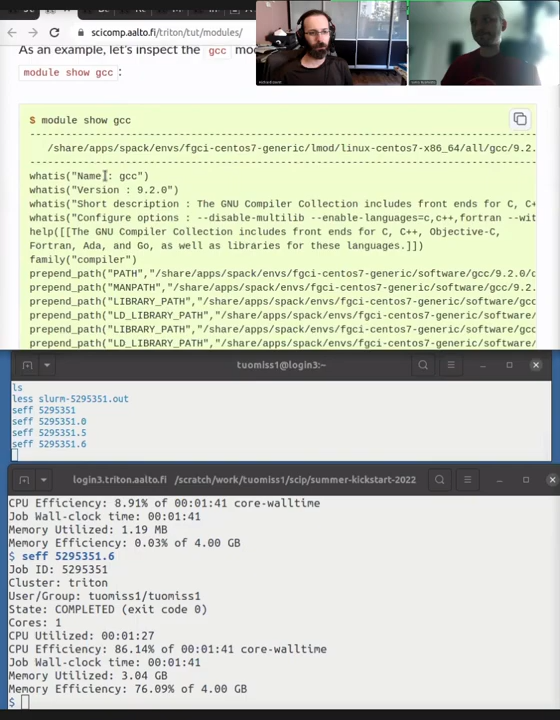 scicomp.aalto.fi/triton/tut/modules/
As an example, let's inspect the gcc
module show gcc :
$ module show gcc
/share/apps/spack/envs/fgci-centos7-generic/lmod/linux-centos7-x86_64/all/gcc/9.2.
whatis("Name : gcc")
whatis("Version : 9.2.0")
whatis("Short description : The GNU Compiler Collection includes front ends for C, C+
whatis("Configure options : --disable-multilib --enable-languages=c,c++,fortran --wit
help([[The GNU Compiler Collection includes front ends for C, C++, Objective-C,
Fortran, Ada, and Go, as well as libraries for these languages.]])
family("compiler")
prepend_path("PATH","/share/apps/spack/envs/fgci-centos7-generic/software/gcc/9.2.0/
prepend_path("MANPATH","/share/apps/spack/envs/fgci-centos7-generic/software/gcc/9.2.
prepend_path("LIBRARY_PATH","/share/apps/spack/envs/fgci-centos7-generic/software/gcc
prepend_path("LD_LIBRARY_PATH","/share/apps/spack/envs/fgci-centos7-generic/software/
prepend_path("LIBRARY_PATH","/share/apps/spack/envs/fgci-centos7-generic/software/gcc
prepend_path("LD_LIBRARY_PATH","/share/apps/spack/envs/fgci-centos7-generic/software/
tuomiss1@login3:~
ls
less slurm-5295351.out
seff 5295351
seff 5295351.0
seff 5295351.5
seff 5295351.6
login3.triton.aalto.fi /scratch/work/tuomiss1/scip/summer-kickstart-2022
CPU Efficiency: 8.91% of 00:01:41 core-walltime
Job Wall-clock time: 00:01:41
Memory Utilized: 1.19 MB
Memory Efficiency: 0.03% of 4.00 GB
$ seff 5295351.6
Job ID: 5295351
Cluster: triton
User/Group: tuomiss1/tuomiss1
State: COMPLETED (exit code 0)
Cores: 1
CPU Utilized: 00:01:27
CPU Efficiency: 86.14% of 00:01:41 core-walltime
Job Wall-clock time: 00:01:41
Memory Utilized: 3.04 GB
Memory Efficiency: 76.09% of 4.00 GB
$